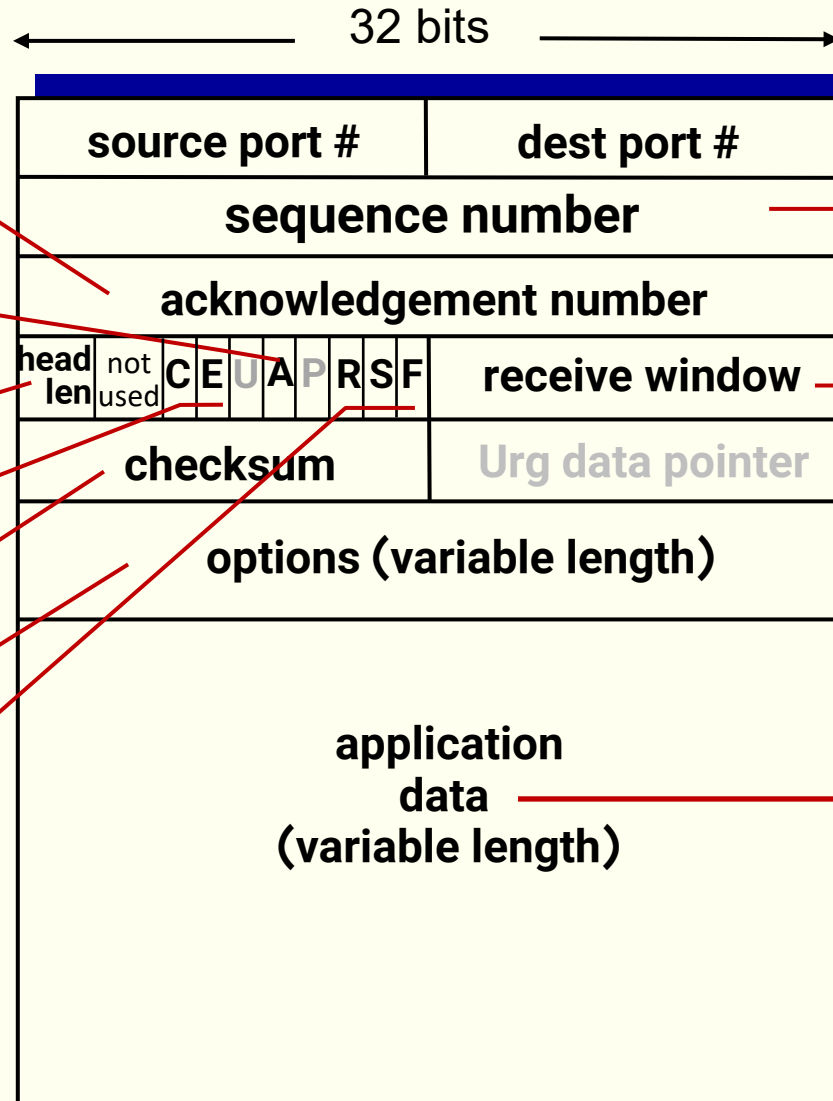 32 bits
source port # dest port #
sequence number
acknowledgement number
head len not used C E U A P R S F receive window
checksum Urg data pointer
options (variable length)
application
data
(variable length)